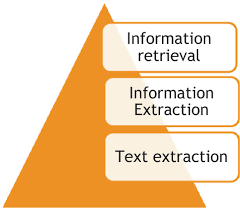 Information
retrieval
Information
Extraction
Text extraction